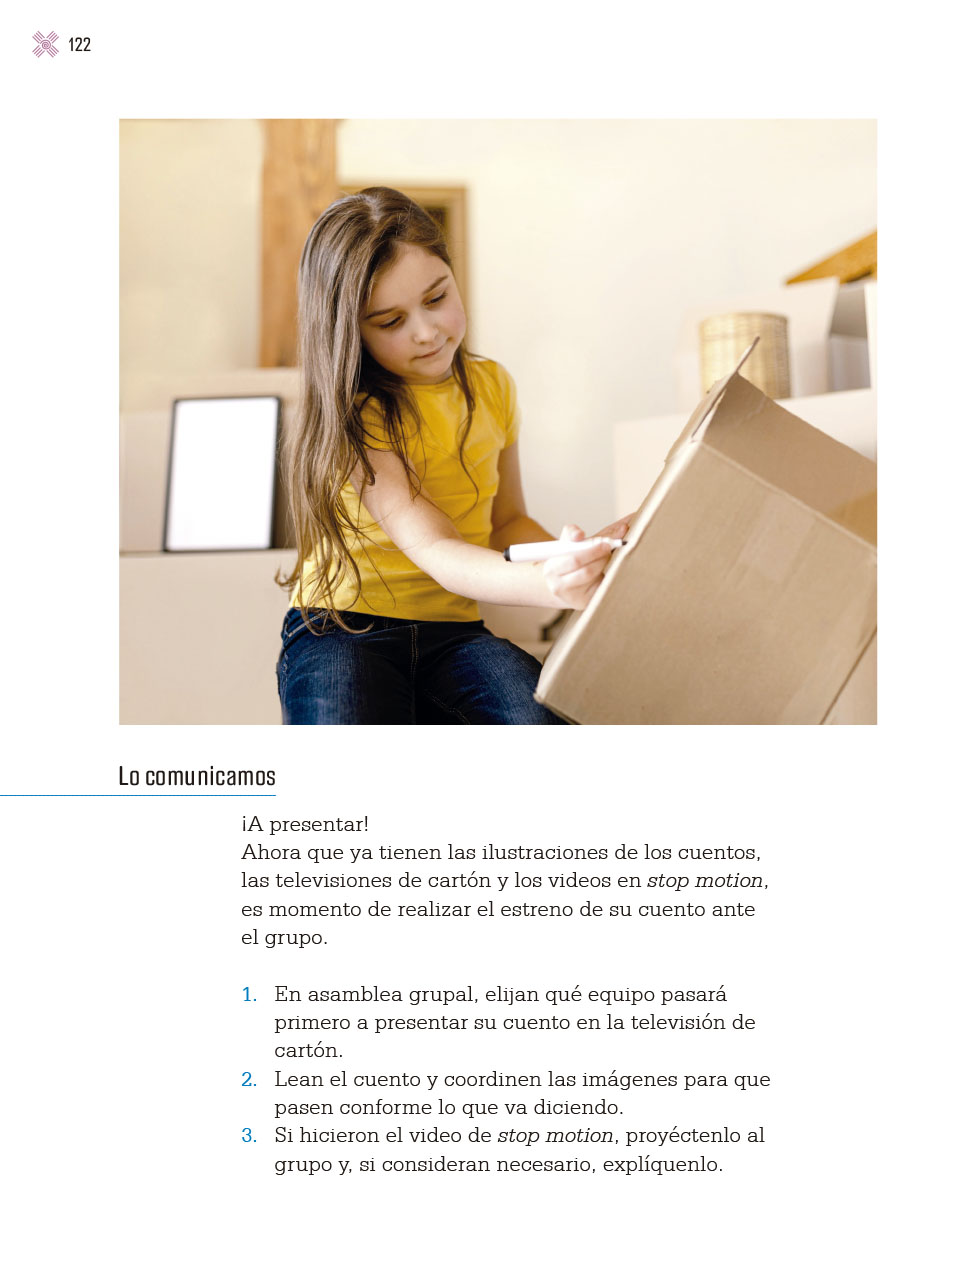 122
Lo comunicamos
¡A presentar!
Ahora que ya tienen las ilustraciones de los cuentos,
las televisiones de cartón y los videos en stop motion,
es momento de realizar el estreno de su cuento ante
el grupo.
1. En asamblea grupal, elijan qué equipo pasará
primero a presentar su cuento en la televisión de
cartón.
2. Lean el cuento y coordinen las imágenes para que
pasen conforme lo que va diciendo.
3. Si hicieron el video de stop motion, proyéctenlo al
grupo y, si consideran necesario, explíquenlo.